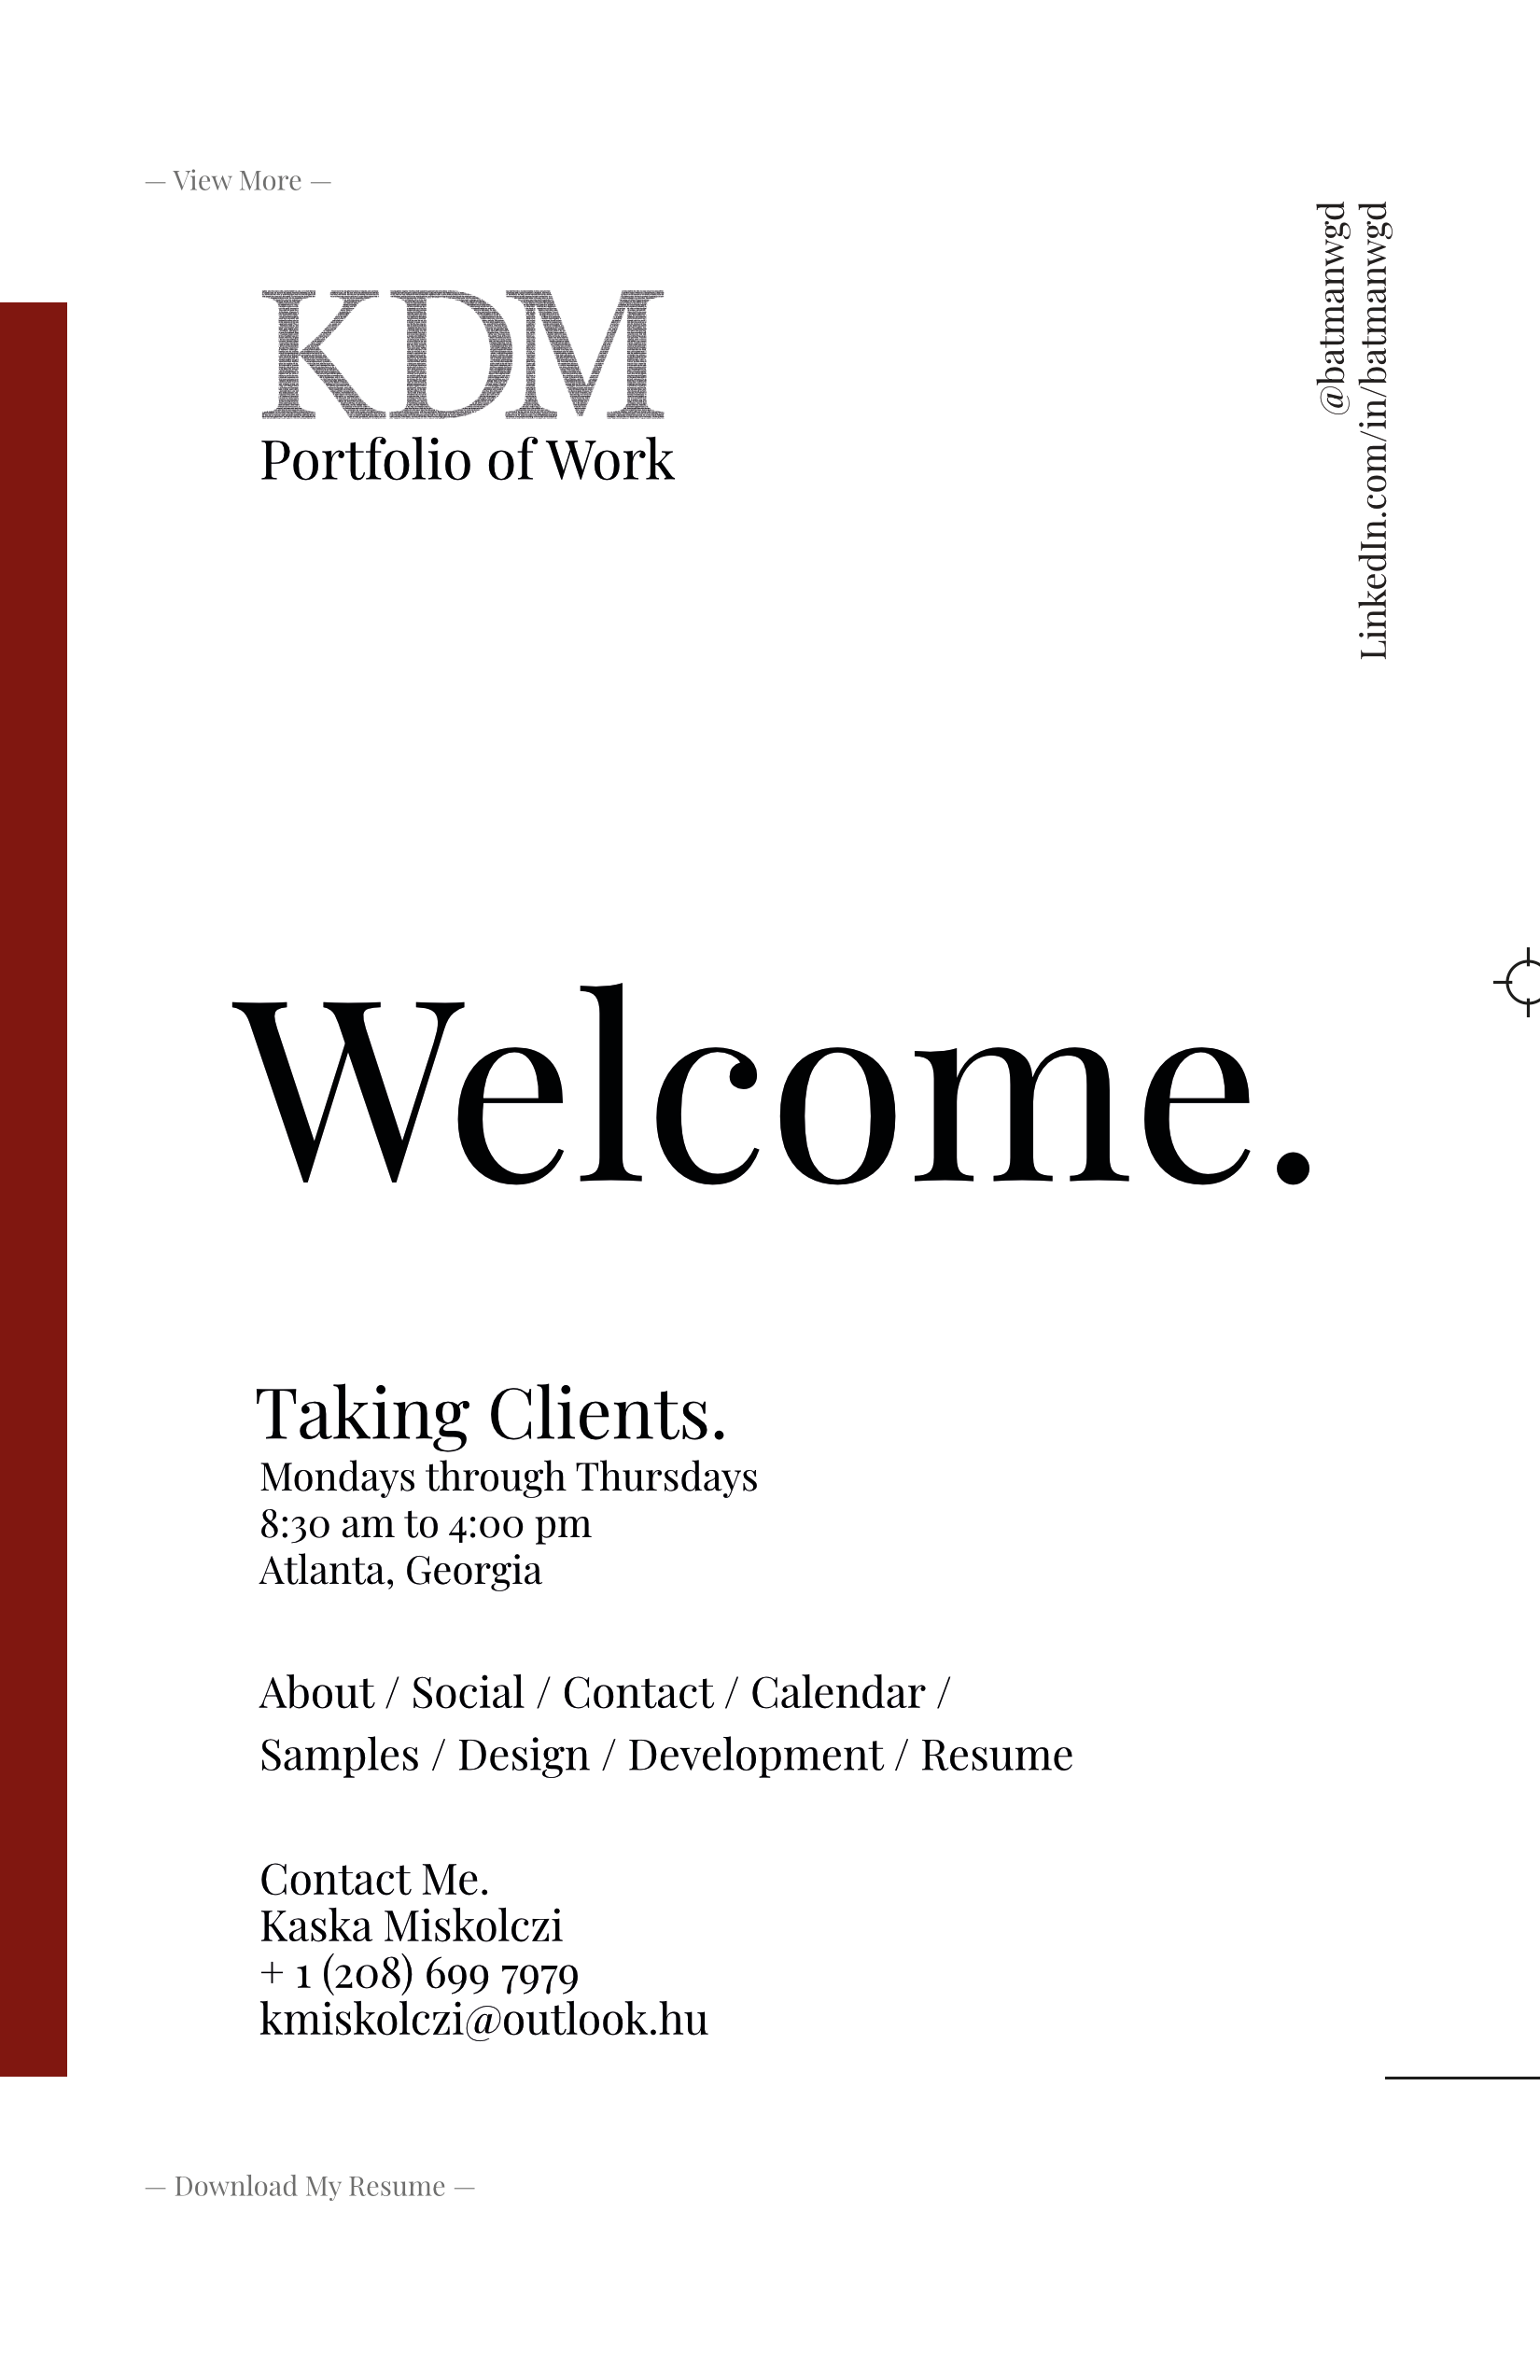 — View More —
@batmanwgd
LinkedIn.com/in/batmanwgd
KDM
Portfolio of Work
Welcome.
Taking Clients.
Mondays through Thursdays
8:30 am to 4:00 pm
Atlanta, Georgia
About / Social / Contact / Calendar /
Samples / Design / Development / Resume
Contact Me.
Kaska Miskolczi
+ 1 (208) 699 7979
kmiskolczi@outlook.hu
— Download My Resume —